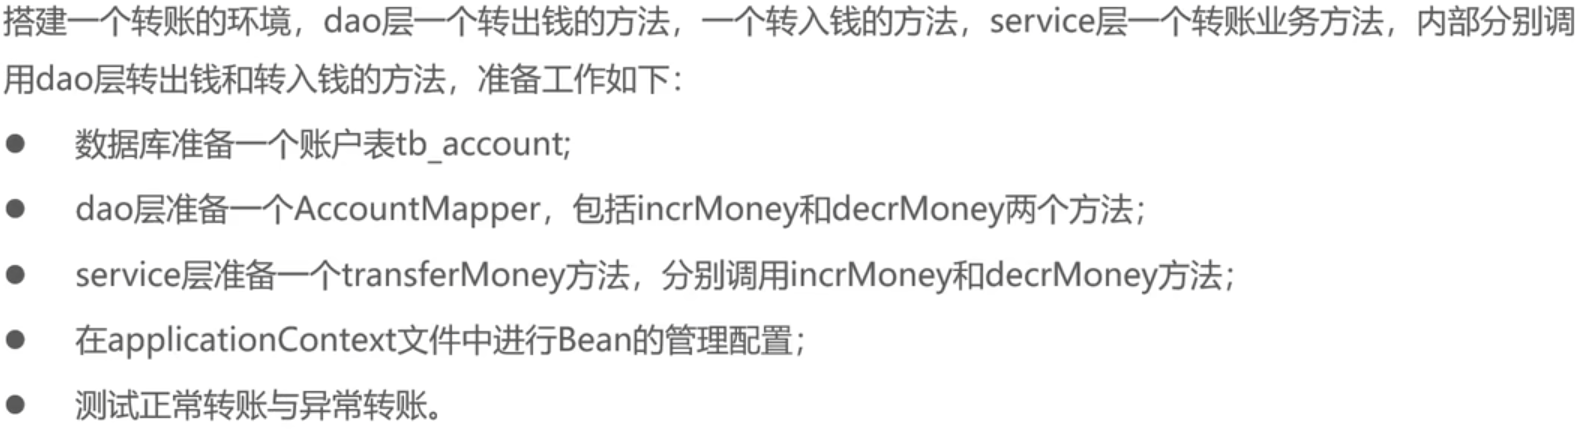 搭建一个转账的环境，dao层一个转出钱的方法，一个转入钱的方法，service层一个转账业务方法，内部分别调
用dao层转出钱和转入钱的方法，准备工作如下：
● 数据库准备一个账户表tb_account;
● dao层准备一个AccountMapper，包括incrMoney和decrMoney两个方法；
● service层准备一个transferMoney方法，分别调用incrMoney和decrMoney方法；
● 在applicationContext文件中进行Bean的管理配置；
● 测试正常转账与异常转账。